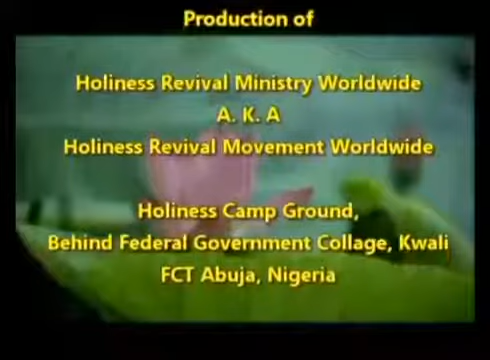 Production of
Holiness Revival Ministry Worldwide
A. K. A
Holiness Revival Movement Worldwide
Holiness Camp Ground,
Behind Federal Government Collage, Kwali
FCT Abuja, Nigeria